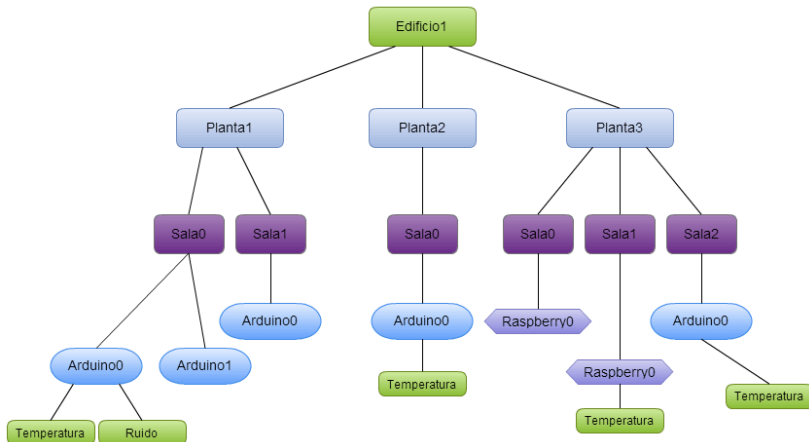 Edificio1
Planta1
Planta2
Planta3
Sala0
Sala1
Sala0
Sala0
Sala1
Sala2
Arduino0
Arduino0
Raspberry0
Arduino0
Arduino0
Arduino1
Raspberry0
Temperatura
Temperatura
Temperatura
Temperatura
Ruido